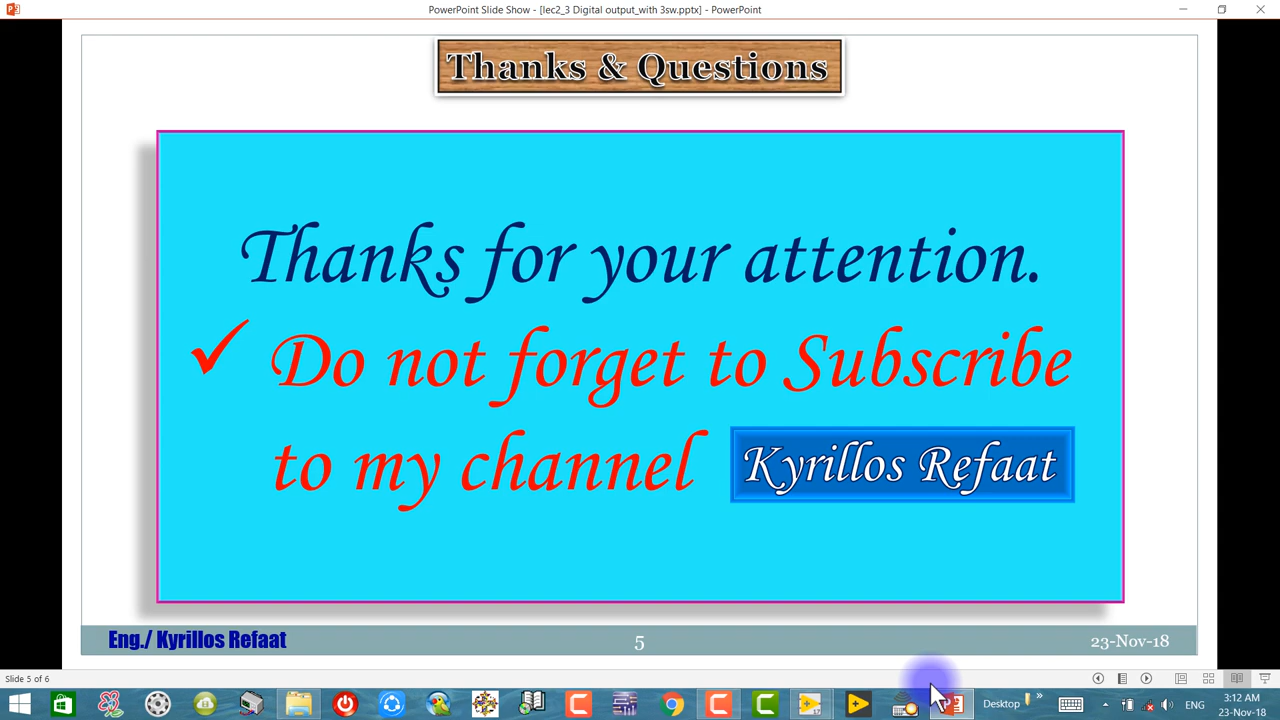 PowerPoint Slide Show - [lec2_3 Digital output_with 3sw.pptx] - PowerPoint
Thanks & Questions
Thanks for your attention.
✓ Do not forget to Subscribe
to my channel Kyrillos Refaat
Eng./ Kyrillos Refaat 5 23-Nov-18
Slide 5 of 6
Desktop » 3:12 AM
23-Nov-18